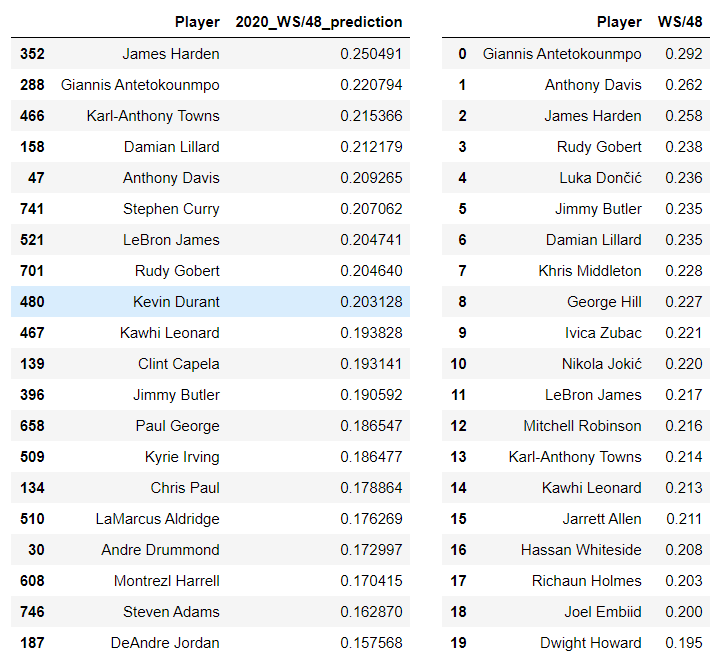 Player 2020_WS/48_prediction Player WS/48
352 James Harden 0.250491 0 Giannis Antetokounmpo 0.292
288 Giannis Antetokounmpo 0.220794 1 Anthony Davis 0.262
466 Karl-Anthony Towns 0.215366 2 James Harden 0.258
158 Damian Lillard 0.212179 3 Rudy Gobert 0.238
47 Anthony Davis 0.209265 4 Luka Dončić 0.236
741 Stephen Curry 0.207062 5 Jimmy Butler 0.235
521 LeBron James 0.204741 6 Damian Lillard 0.235
701 Rudy Gobert 0.204640 7 Khris Middleton 0.228
480 Kevin Durant 0.203128 8 George Hill 0.227
467 Kawhi Leonard 0.193828 9 Ivica Zubac 0.221
139 Clint Capela 0.193141 10 Nikola Jokić 0.220
396 Jimmy Butler 0.190592 11 LeBron James 0.217
658 Paul George 0.186547 12 Mitchell Robinson 0.216
509 Kyrie Irving 0.186477 13 Karl-Anthony Towns 0.214
134 Chris Paul 0.178864 14 Kawhi Leonard 0.213
510 LaMarcus Aldridge 0.176269 15 Jarrett Allen 0.211
30 Andre Drummond 0.172997 16 Hassan Whiteside 0.208
608 Montrezl Harrell 0.170415 17 Richaun Holmes 0.203
746 Steven Adams 0.162870 18 Joel Embiid 0.200
187 DeAndre Jordan 0.157568 19 Dwight Howard 0.195